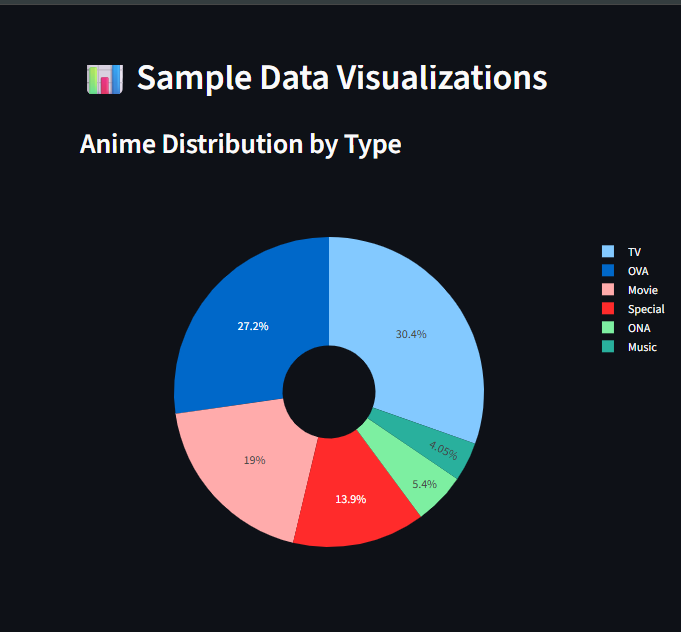 Sample Data Visualizations
Anime Distribution by Type
TV
OVA
Movie
Special
ONA
Music
27.2%
30.4%
4.05%
19%
5.4%
13.9%